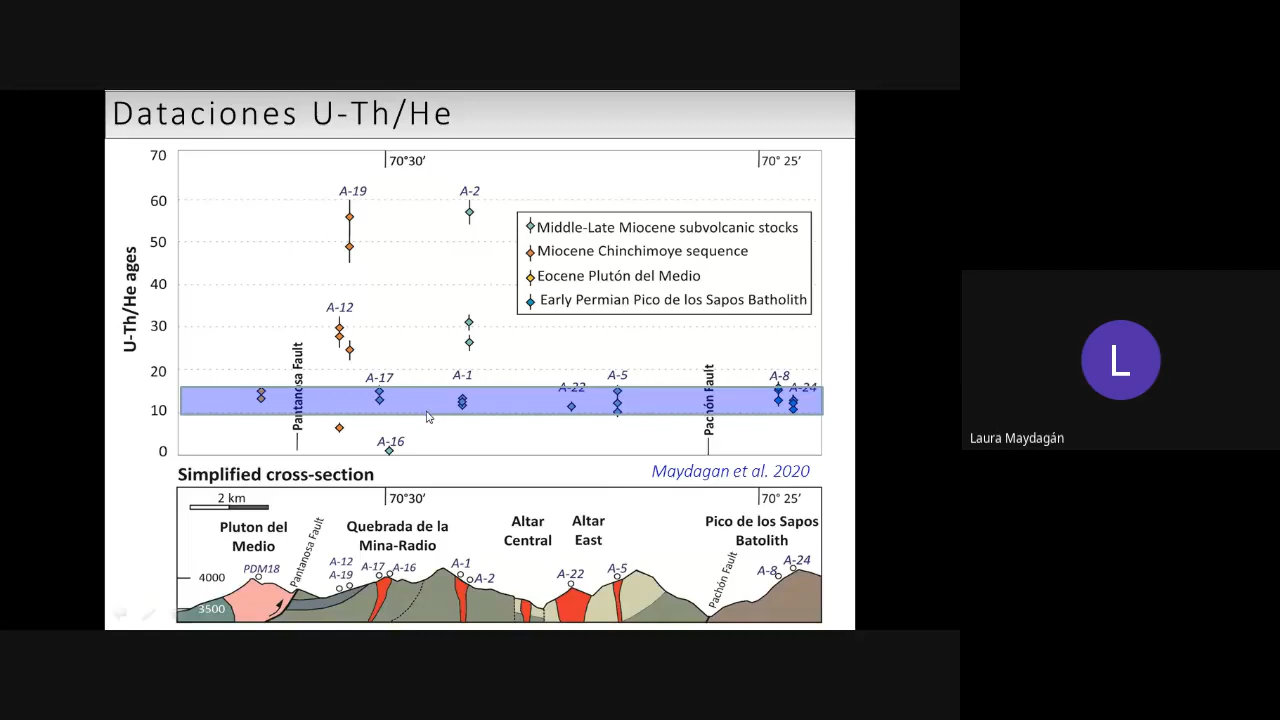 Dataciones U-Th/He
70
60
50
40
30
20
10
0
U-Th/He ages
70°30’
70° 25’
A-19
A-2
Middle-Late Miocene subvolcanic stocks
Miocene Chinchimoye sequence
Eocene Plutón del Medio
Early Permian Pico de los Sapos Batholith
A-12
Pantanosa Fault
A-17
A-1
A-22
A-5
Pachón Fault
A-8
A-24
A-16
Simplified cross-section
Maydagan et al. 2020
2 km
70°30’
70° 25’
Pluton del
Medio
Pantanosa Fault
Quebrada de la
Mina-Radio
Altar
Central
Altar
East
Pico de los Sapos
Batolith
PDM18
A-12
A-19
A-17
A-16
A-1
A-2
A-22
A-5
Pachón Fault
A-8
A-24
4000
3500
L
Laura Maydagán